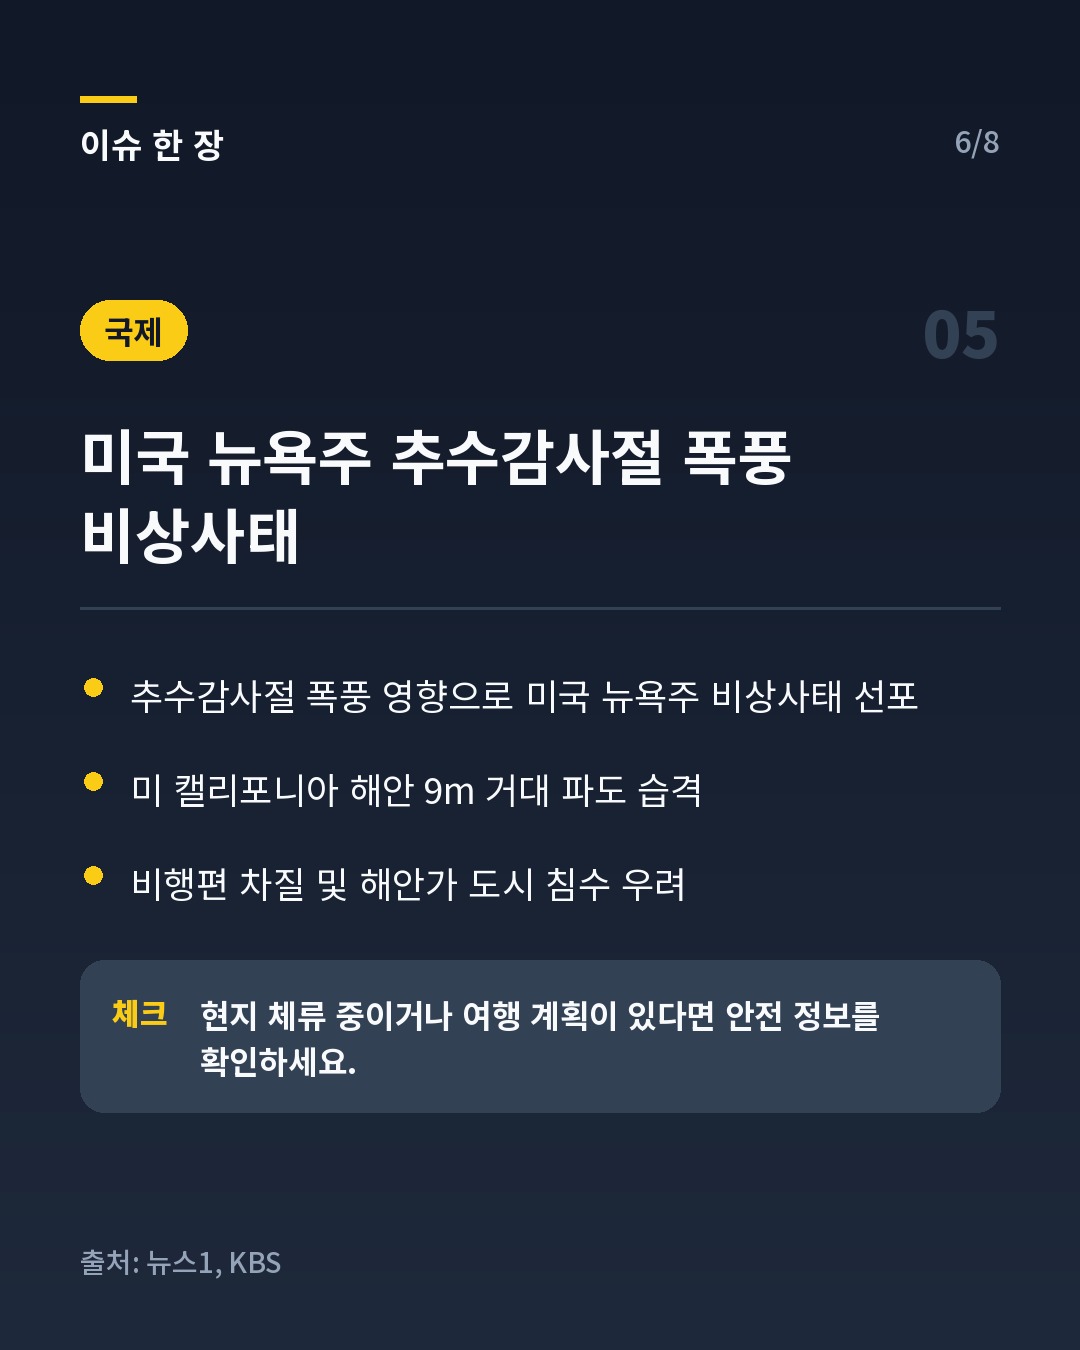 이슈 한 장
6/8
국제
05
미국 뉴욕주 추수감사절 폭풍
비상사태
추수감사절 폭풍 영향으로 미국 뉴욕주 비상사태 선포
미 캘리포니아 해안 9m 거대 파도 습격
비행편 차질 및 해안가 도시 침수 우려
체크 현지 체류 중이거나 여행 계획이 있다면 안전 정보를
확인하세요.
출처: 뉴스1, KBS